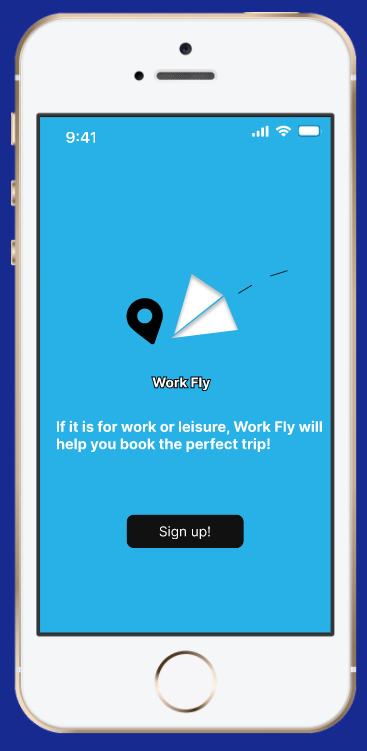 9:41
Work Fly
If it is for work or leisure, Work Fly will
help you book the perfect trip!
Sign up!